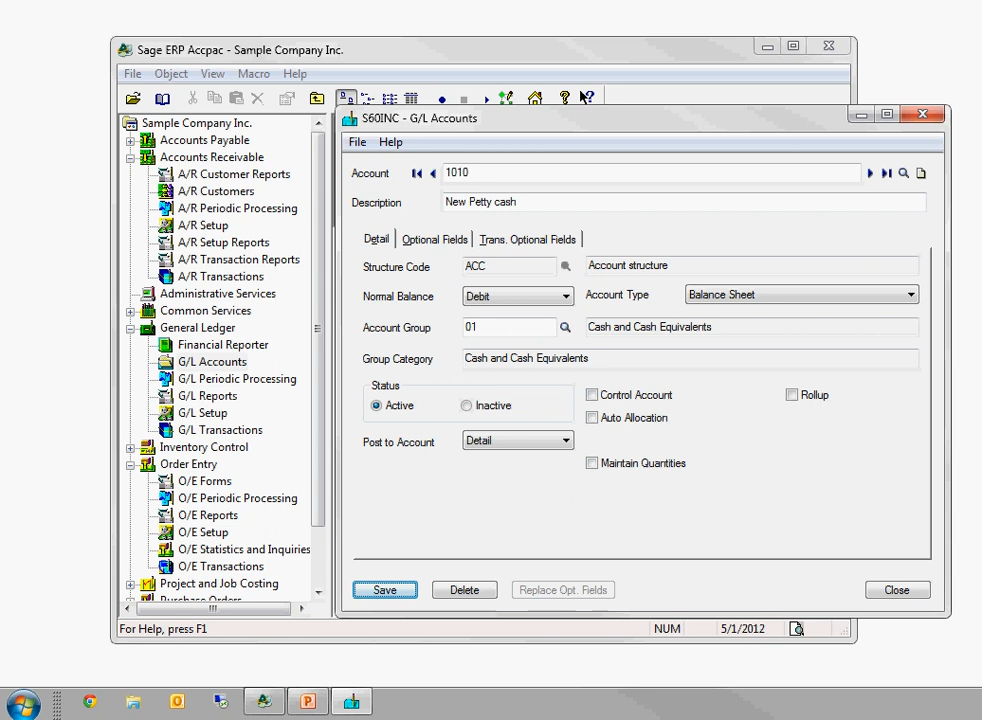 Sage ERP Accpac - Sample Company Inc.
File Object View Macro Help
Sample Company Inc.
Accounts Payable
Accounts Receivable
A/R Customer Reports
A/R Customers
A/R Periodic Processing
A/R Setup
A/R Setup Reports
A/R Transaction Reports
A/R Transactions
Administrative Services
Common Services
General Ledger
Financial Reporter
G/L Accounts
G/L Periodic Processing
G/L Reports
G/L Setup
G/L Transactions
Inventory Control
Order Entry
O/E Forms
O/E Periodic Processing
O/E Reports
O/E Setup
O/E Statistics and Inquiries
O/E Transactions
Project and Job Costing
Purchase Orders
For Help, press F1
NUM
5/1/2012
S60INC - G/L Accounts
File Help
Account 1010
Description New Petty cash
Detail Optional Fields Trans. Optional Fields
Structure Code ACC Account structure
Normal Balance Debit Account Type Balance Sheet
Account Group 01 Cash and Cash Equivalents
Group Category Cash and Cash Equivalents
Status
Active Inactive
Control Account Rollup
Auto Allocation
Post to Account Detail
Maintain Quantities
Save Delete Replace Opt. Fields Close